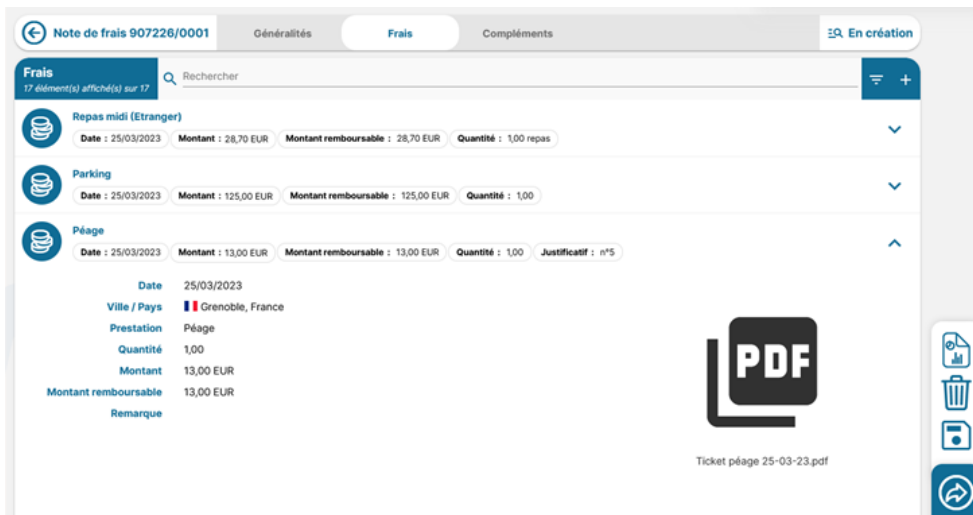 Note de frais 907226/0001 Généralités Frais Compléments En création
Frais
17 élément(s) affiché(s) sur 17
Rechercher
Repas midi (Etranger)
Date : 25/03/2023 Montant : 28,70 EUR Montant remboursable : 28,70 EUR Quantité : 1,00 repas
Parking
Date : 25/03/2023 Montant : 125,00 EUR Montant remboursable : 125,00 EUR Quantité : 1,00
Péage
Date : 25/03/2023 Montant : 13,00 EUR Montant remboursable : 13,00 EUR Quantité : 1,00 Justificatif : n°5
Date 25/03/2023
Ville / Pays Grenoble, France
Prestation Péage
Quantité 1,00
Montant 13,00 EUR
Montant remboursable 13,00 EUR
Remarque
PDF
Ticket péage 25-03-23.pdf